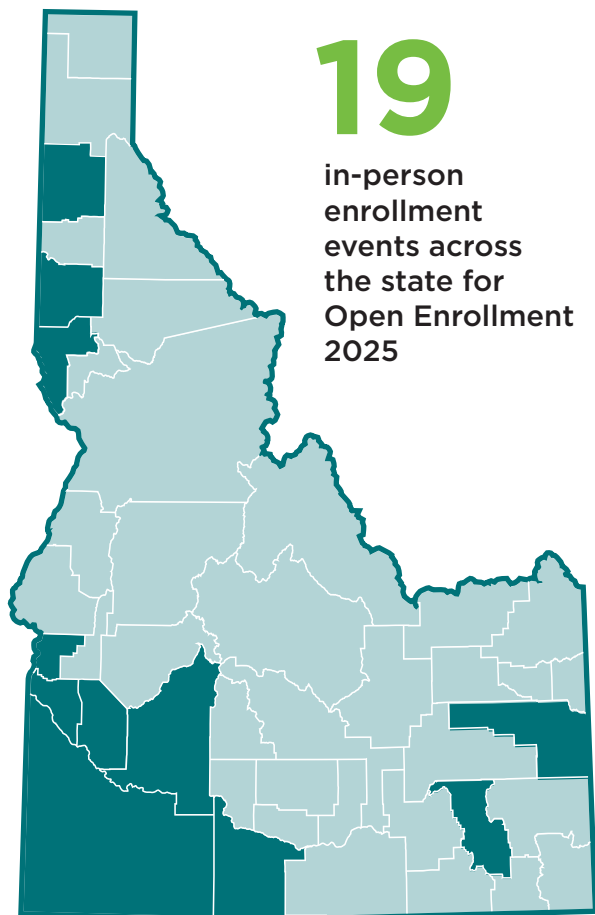 19
in-person
enrollment
events across
the state for
Open Enrollment
2025